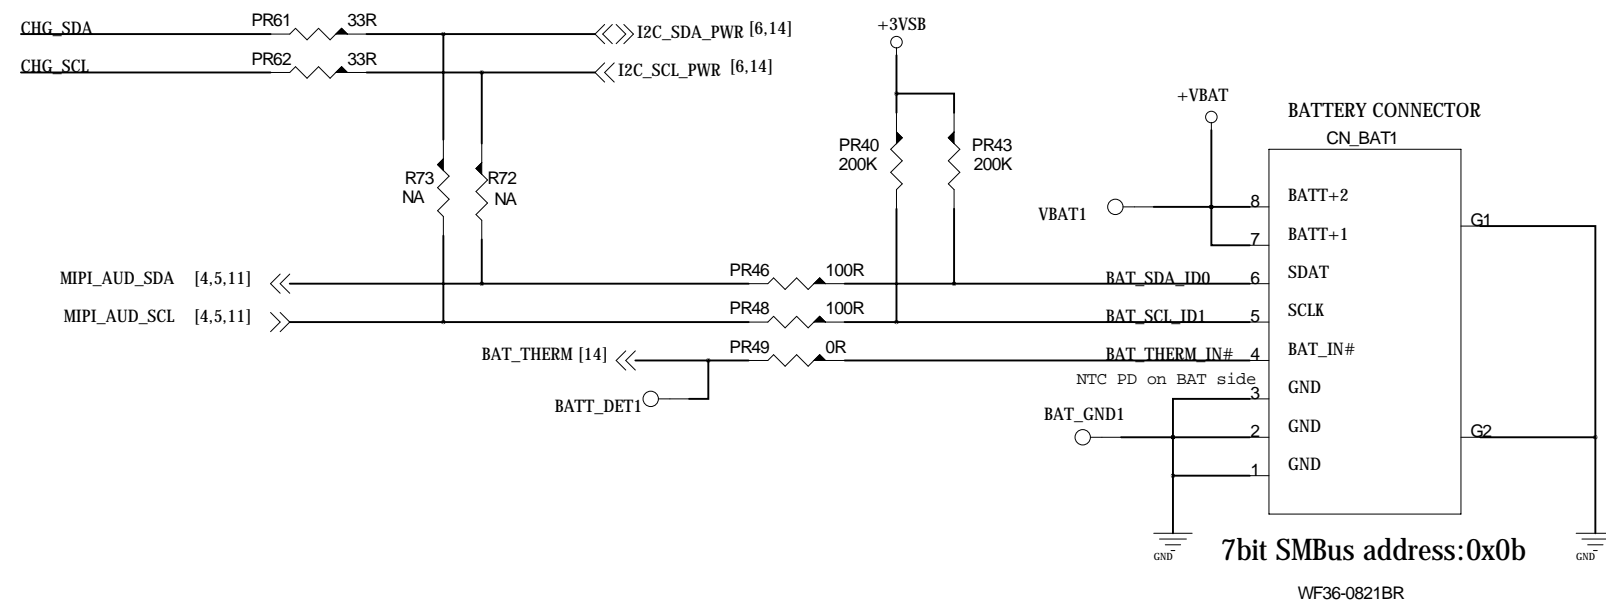 CHG_SDA
PR61 33R
I2C_SDA_PWR [6,14]
CHG_SCL
PR62 33R
I2C_SCL_PWR [6,14]
+3VSB
PR40
200K
PR43
200K
R73
NA
R72
NA
+VBAT
VBAT1
BATTERY CONNECTOR
CN_BAT1
8 BATT+2
7 BATT+1
G1
MIPI_AUD_SDA [4,5,11]
PR46 100R
BAT_SDA_ID0 6 SDAT
MIPI_AUD_SCL [4,5,11]
PR48 100R
BAT_SCL_ID1 5 SCLK
BAT_THERM [14]
PR49 0R
BAT_THERM_IN# 4 BAT_IN#
NTC PD on BAT side
BATT_DET1
3 GND
BAT_GND1
2 GND
G2
1 GND
GND
GND
7bit SMBus address:0x0b
WF36-0821BR